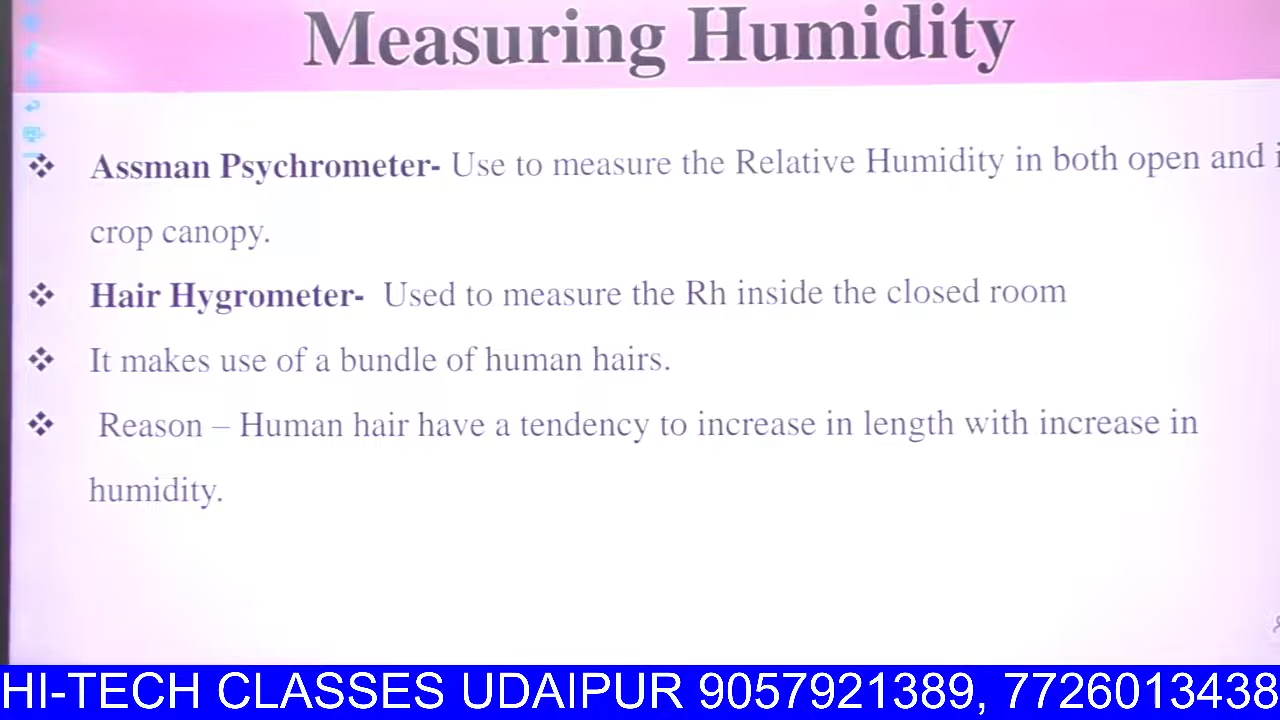 Measuring Humidity
❖ Assman Psychrometer- Use to measure the Relative Humidity in both open and
crop canopy.
❖ Hair Hygrometer- Used to measure the Rh inside the closed room
❖ It makes use of a bundle of human hairs.
❖ Reason – Human hair have a tendency to increase in length with increase in
humidity.
HI-TECH CLASSES UDAIPUR 9057921389, 7726013438